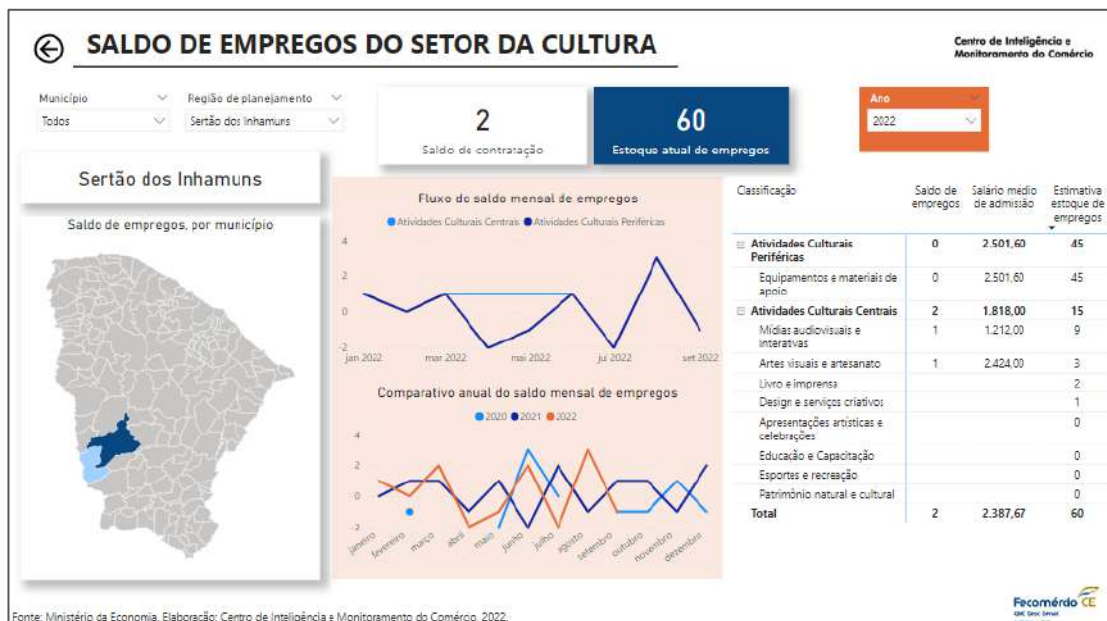 SALDO DE EMPREGOS DO SETOR DA CULTURA
Centro de Inteligência e
Monitoramento do Comércio
Município
Todos
Região de planejamento
Sertão dos Inhamuns
2
Saldo de contratação
60
Estoque atual de empregos
Ano
2022
Sertão dos Inhamuns
Saldo de empregos, por município
Fluxo do saldo mensal de empregos
Atividades Culturais Centrais Atividades Culturais Periféricas
4
2
0
-2
jan 2022 mar 2022 mai 2022 jul 2022 set 2022
Comparativo anual do saldo mensal de empregos
2020 2021 2022
4
2
0
-2
janeiro fevereiro março abril maio junho julho agosto setembro outubro novembro dezembro
Classificação Saldo de empregos Salário médio de admissão Estimativa estoque de empregos
Atividades Culturais Periféricas 0 2.501,60 45
Equipamentos e materiais de apoio 0 2.501,60 45
Atividades Culturais Centrais 2 1.818,00 15
Mídias audiovisuais e interativas 1 1.212,00 9
Artes visuais e artesanato 1 2.424,00 3
Livro e imprensa 2
Design e serviços criativos 1
Apresentações artísticas e celebrações 0
Educação e Capacitação 0
Esportes e recreação 0
Patrimônio natural e cultural 0
Total 2 2.387,67 60
Fonte: Ministério da Economia. Elaboração: Centro de Inteligência e Monitoramento do Comérco, 2022.
Fecomércio CE